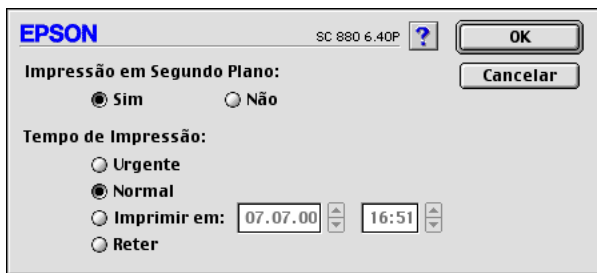 EPSON SC 880 6.40P ? OK
Impressão em Segundo Plano: Cancelar
Sim Não
Tempo de Impressão:
Urgente
Normal
Imprimir em: 07.07.00 16:51
Reter